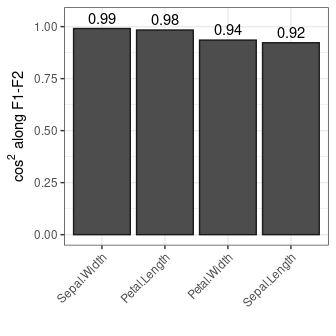 cos² along F1-F2
1.00
0.75
0.50
0.25
0.00
0.99
0.98
0.94
0.92
Sepal.Width
Petal.Length
Petal.Width
Sepal.Length